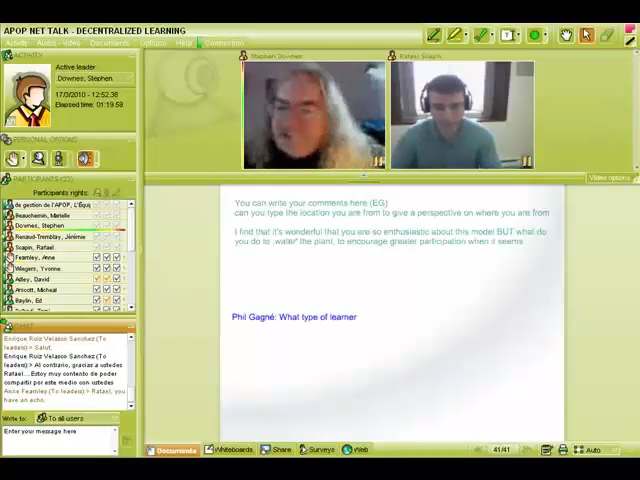 APOP NET TALK - DECENTRALIZED LEARNING
Activity Audio - Video Documents Options Help Connection
ACTIVITY
Active leader:
Downes, Stephen
17/3/2010 - 12:52.38
Elapsed time: 01:19.58
PERSONAL OPTIONS
PARTICIPANTS (23)
Participants rights:
de gestion de l'APOP, L'Équi
Beauchemin, Marielle
Downes, Stephen
Renaud-Tremblay, Jérémie
Scapin, Rafael
Fearnley, Anne
Wiegers, Yvonne
Adley, David
Arscott, Micheal
Baylin, Ed
CHAT
Enrique Ruiz Velasco Sanchez (To
leaders) > Salut,
Enrique Ruiz Velasco Sanchez (To
leaders) > Al contrario, gracias a ustedes
Rafael....Estoy muy contento de poder
compartir por este medio con ustedes
Anne Fearnley (To leaders) > Rafael, you
have an echo.
Write to: To all users
Enter your message here
Stephen Downes
Rafael Scapin
Video options
You can write your comments here (EG)
can you type the location you are from to give a perspective on where you are from
I find that it's wonderful that you are so enthusiastic about this model BUT what do
you do to ,water' the plant, to encourage greater participation when it seems
Phil Gagné: What type of learner
Documents Whiteboards Share Surveys Web
41/41
Auto